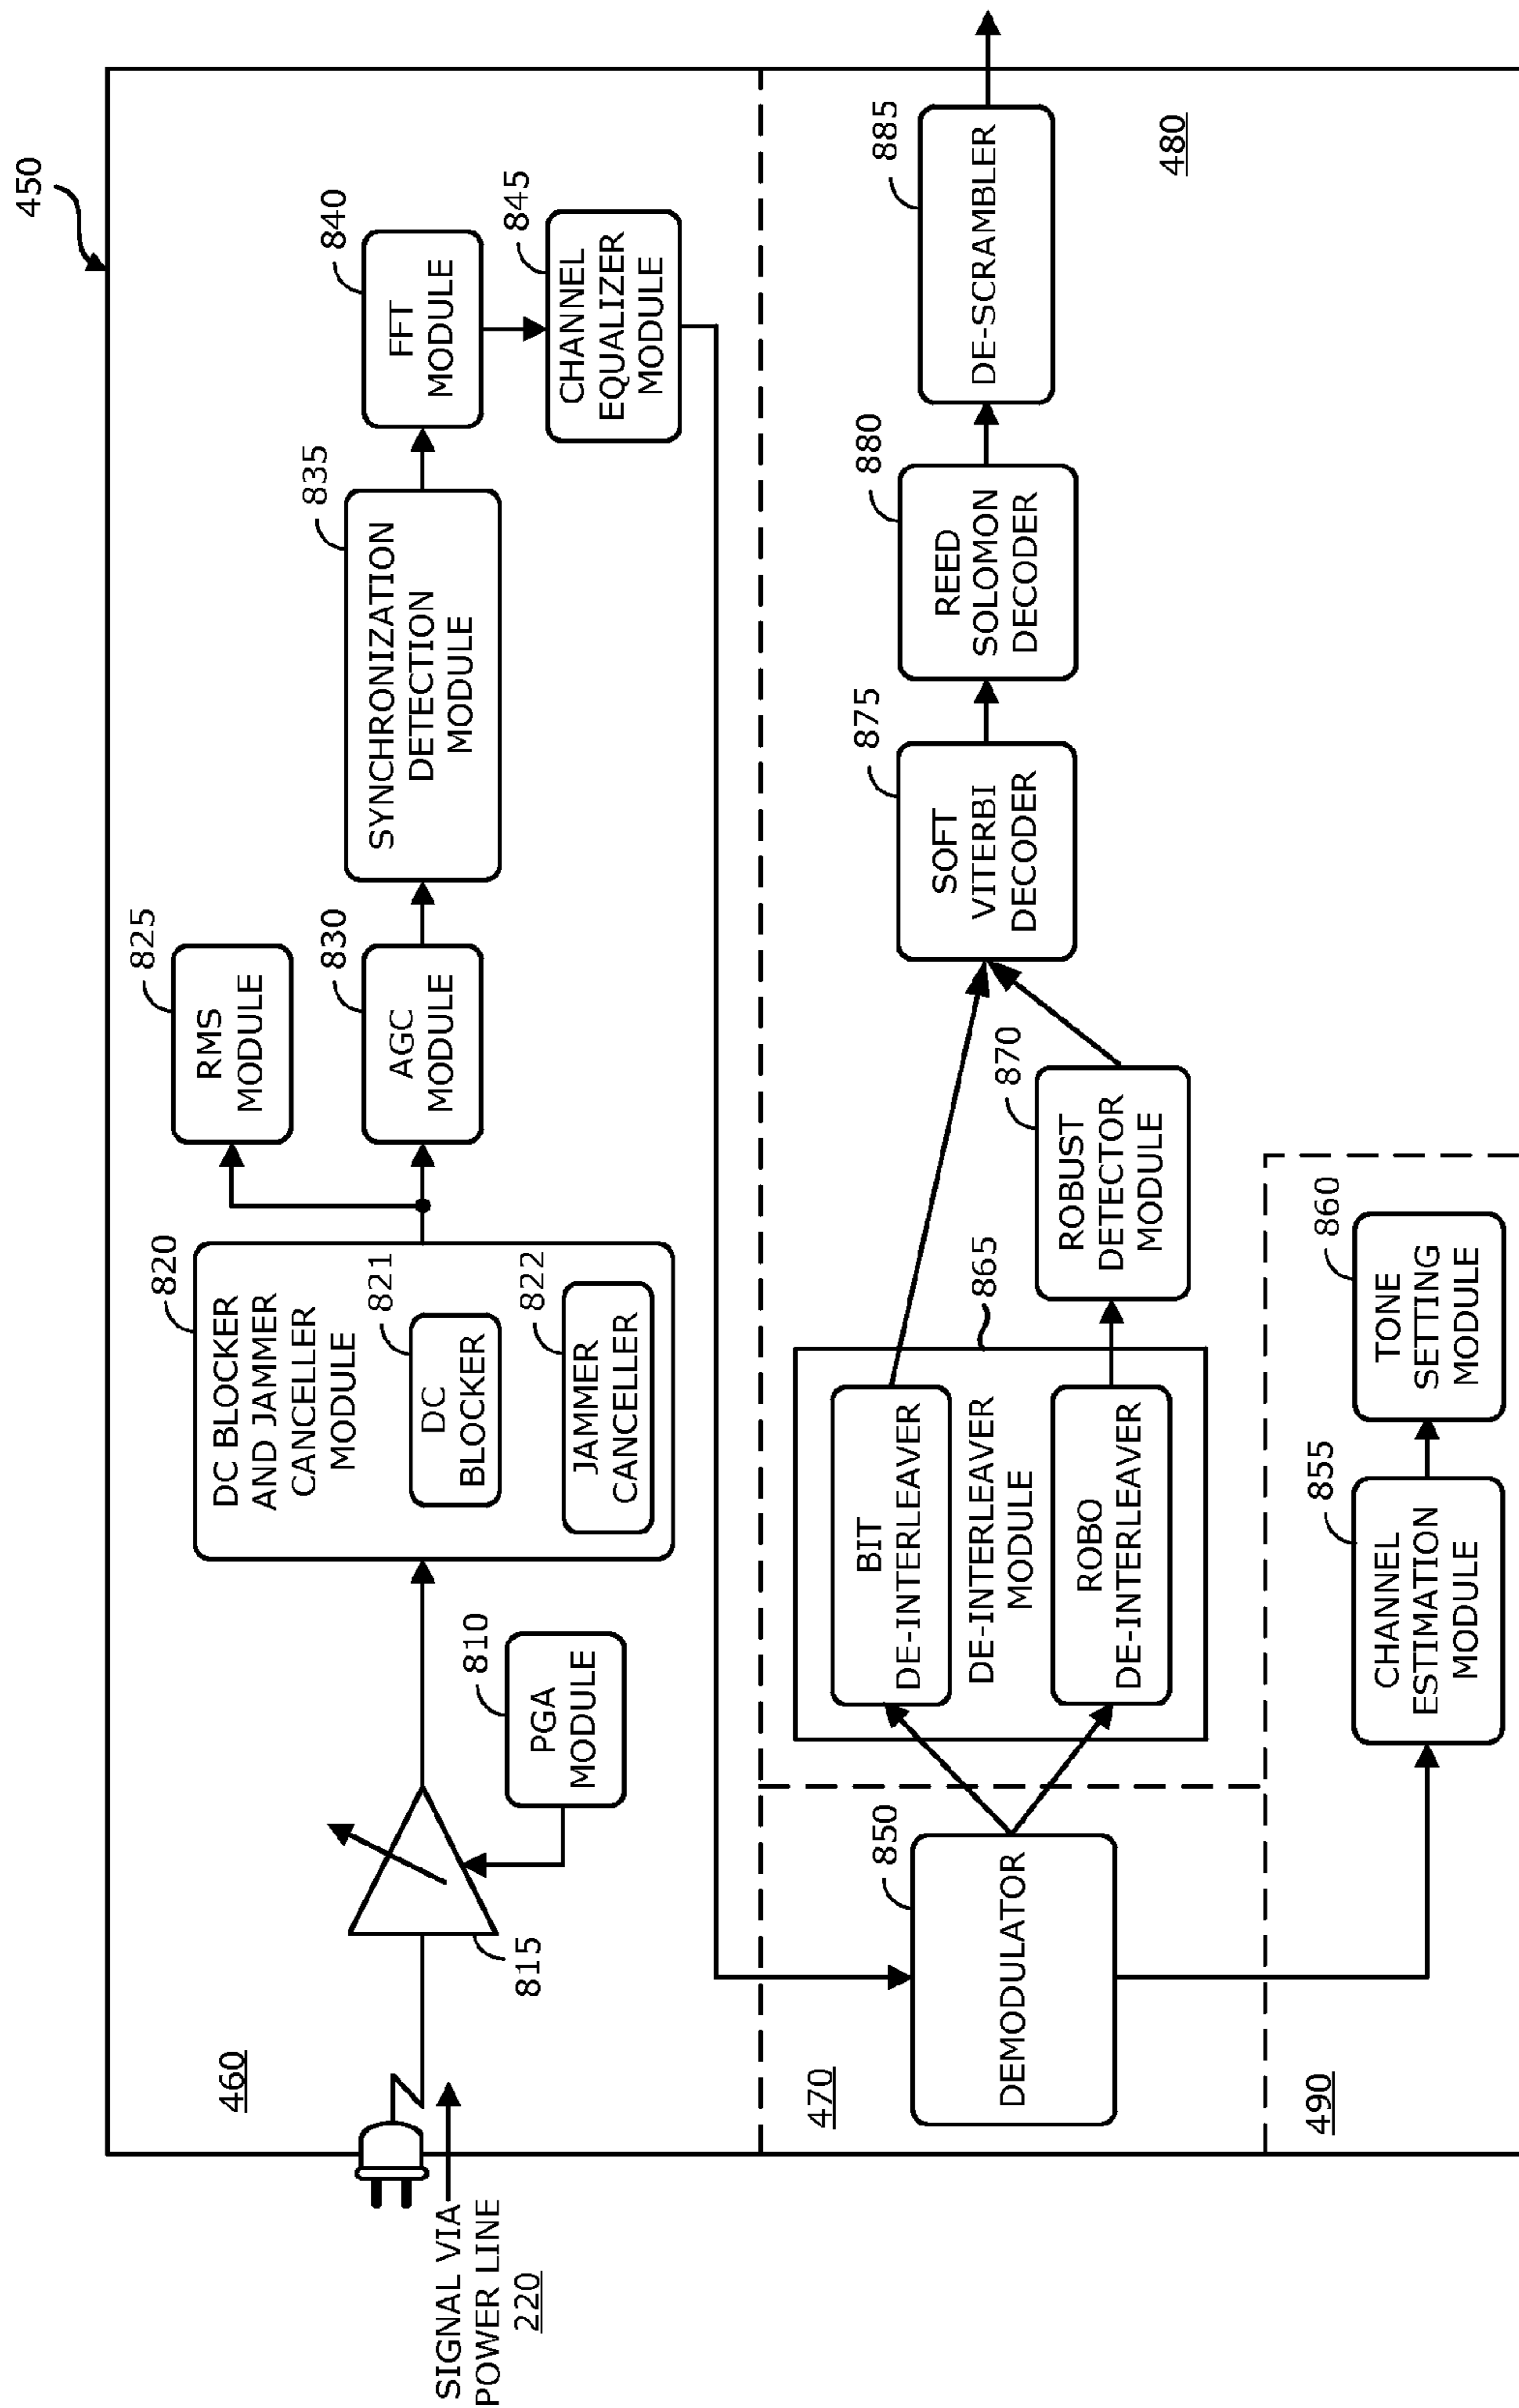 450
460
SIGNAL VIA
POWER LINE
220
815
PGA
MODULE
810
DC BLOCKER
AND JAMMER
CANCELLER
MODULE
820
DC
BLOCKER
821
JAMMER
CANCELLER
822
RMS
MODULE
825
AGC
MODULE
830
SYNCHRONIZATION
DETECTION
MODULE
835
FFT
MODULE
840
CHANNEL
EQUALIZER
MODULE
845
470
DEMODULATOR
850
BIT
DE-INTERLEAVER
DE-INTERLEAVER
MODULE
ROBO
DE-INTERLEAVER
865
ROBUST
DETECTOR
MODULE
870
SOFT
VITERBI
DECODER
875
REED
SOLOMON
DECODER
880
DE-SCRAMBLER
885
480
490
CHANNEL
ESTIMATION
MODULE
855
TONE
SETTING
MODULE
860